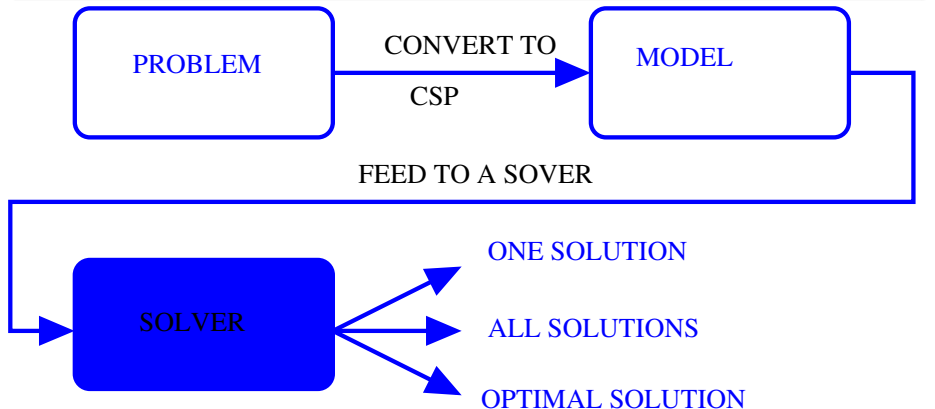 PROBLEM
CONVERT TO
CSP
MODEL
FEED TO A SOVER
SOLVER
ONE SOLUTION
ALL SOLUTIONS
OPTIMAL SOLUTION